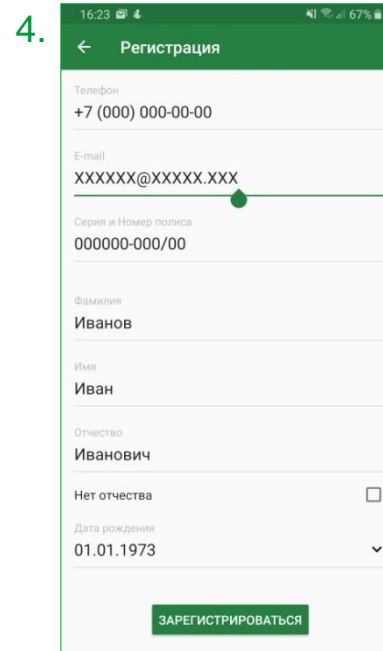 4.
16:23 67%
Регистрация
Телефон
+7 (000) 000-00-00
E-mail
XXXXXX@XXXXX.XXX
Серия и Номер полиса
000000-000/00
Фамилия
Иванов
Имя
Иван
Отчество
Иванович
Нет отчества
Дата рождения
01.01.1973
ЗАРЕГИСТРИРОВАТЬСЯ